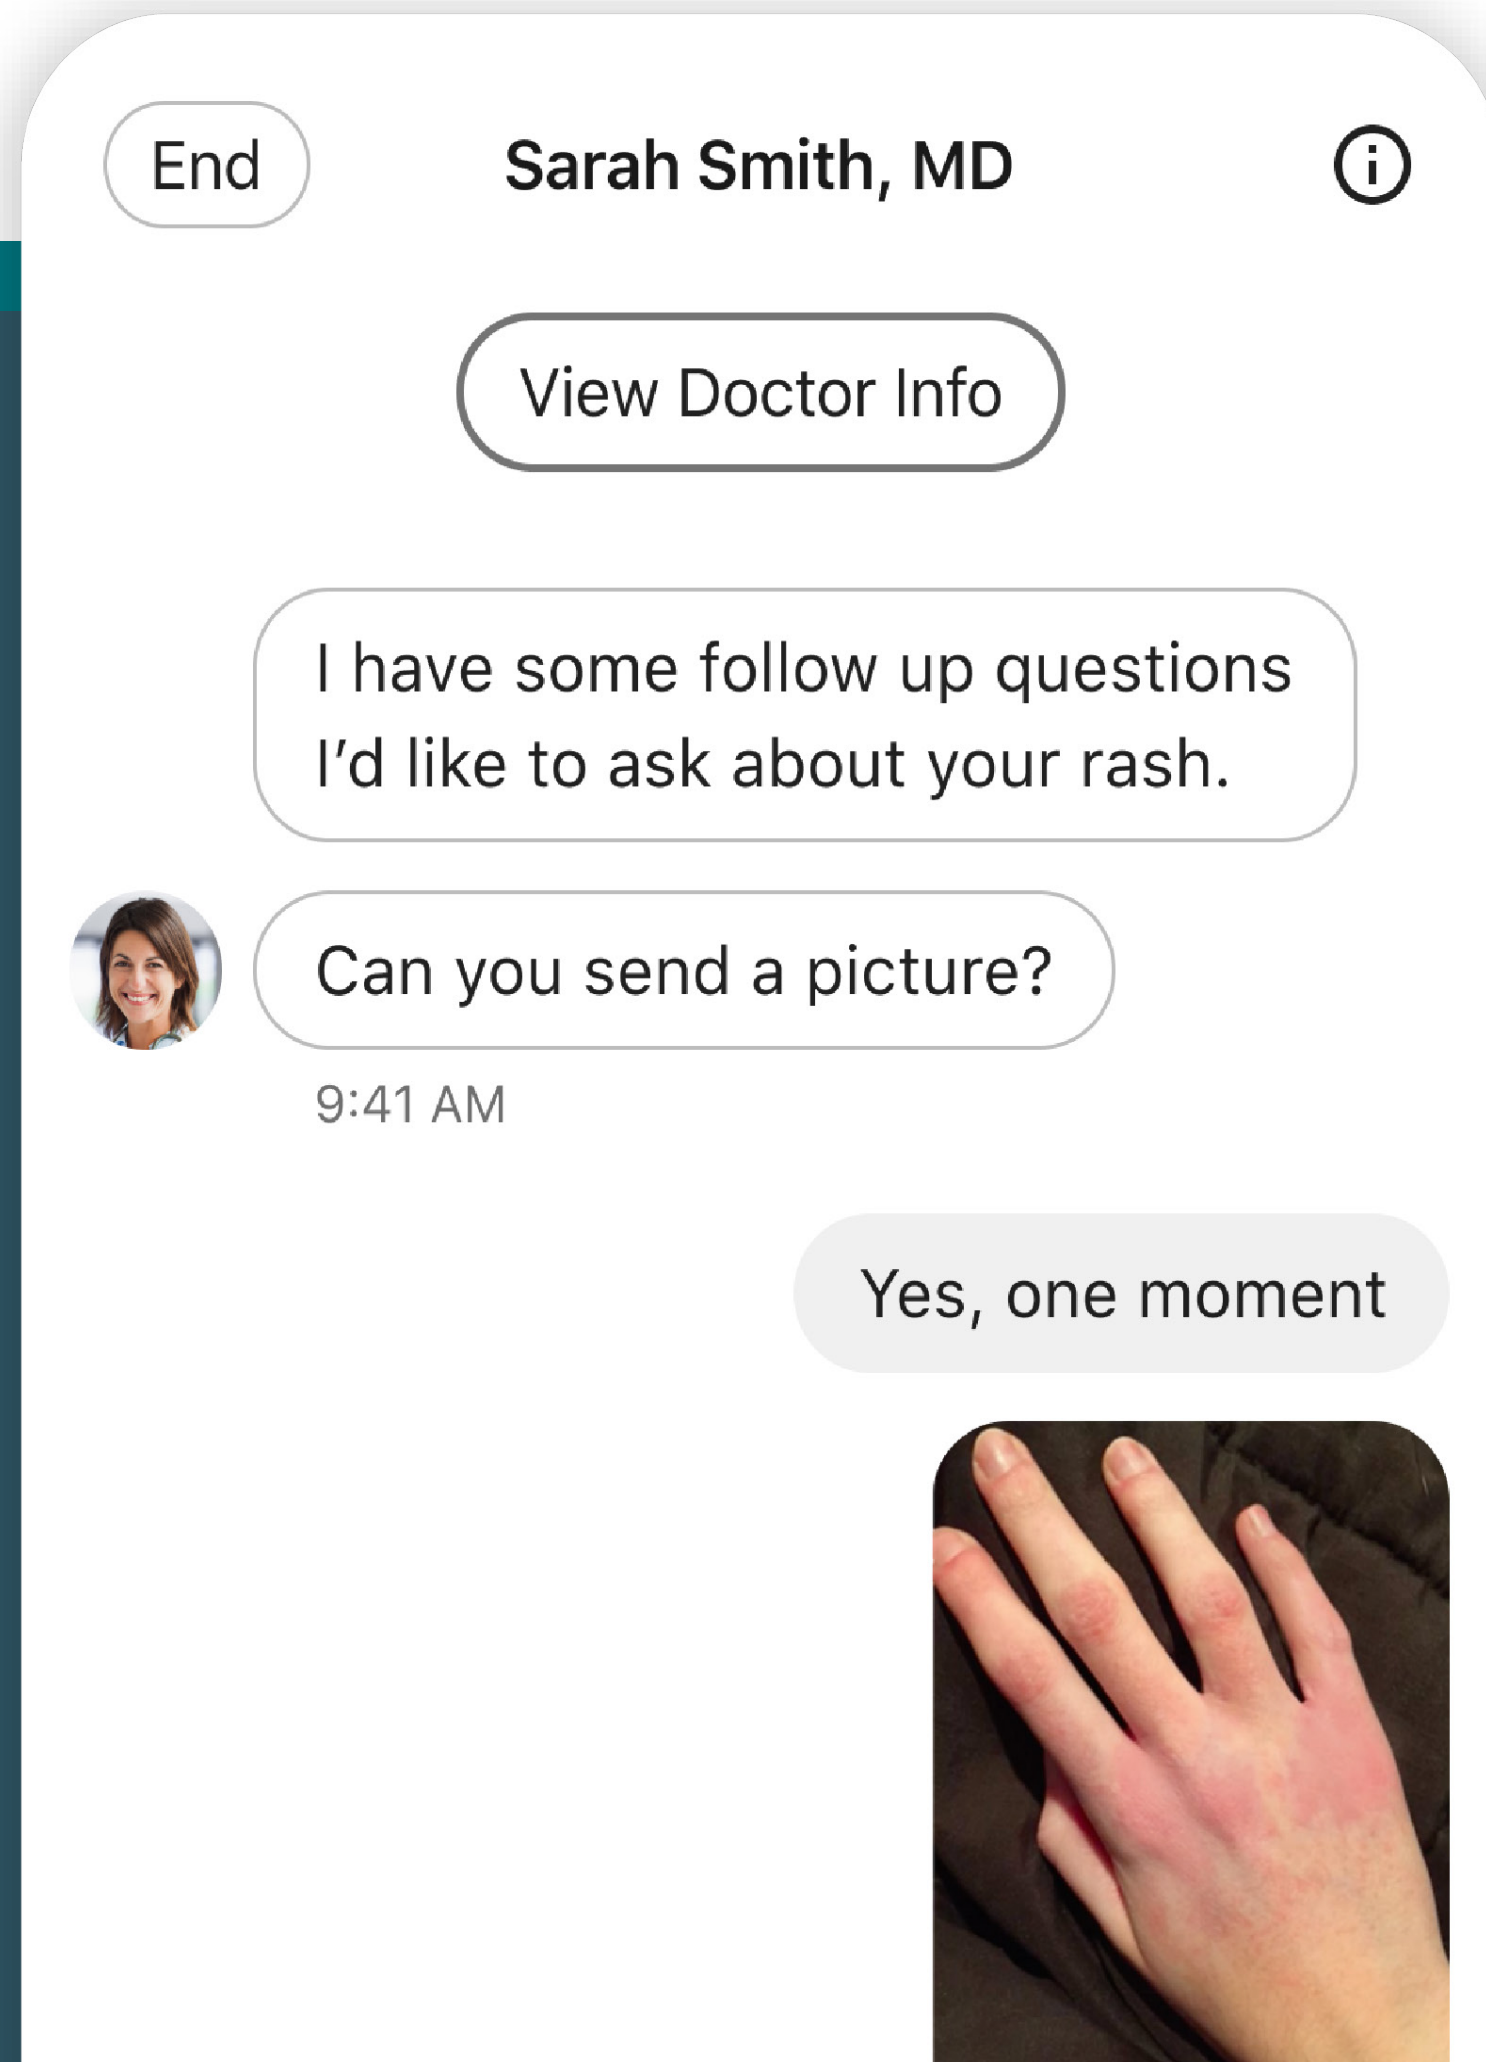 End
Sarah Smith, MD
View Doctor Info
I have some follow up questions
I’d like to ask about your rash.
Can you send a picture?
9:41 AM
Yes, one moment